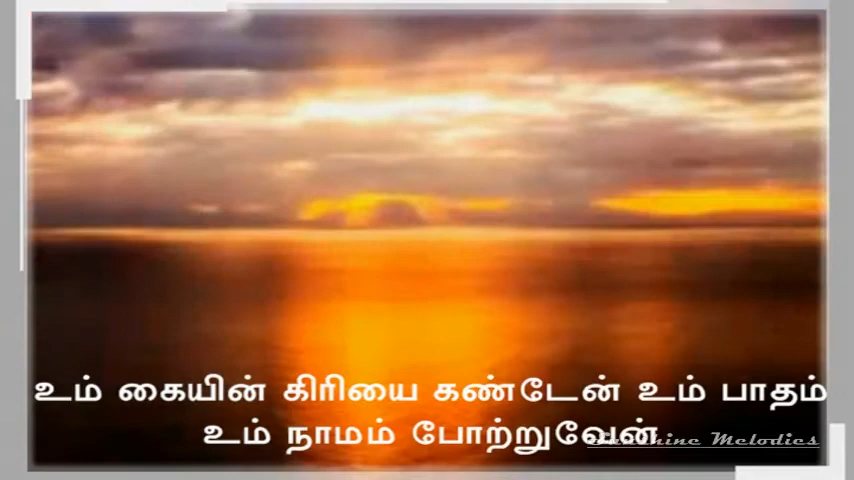 உம் கையின் கிரியை கண்டேன் உம் பாதம்
உம் நாமம் போற்றுவேன்
Sunshine Melodies